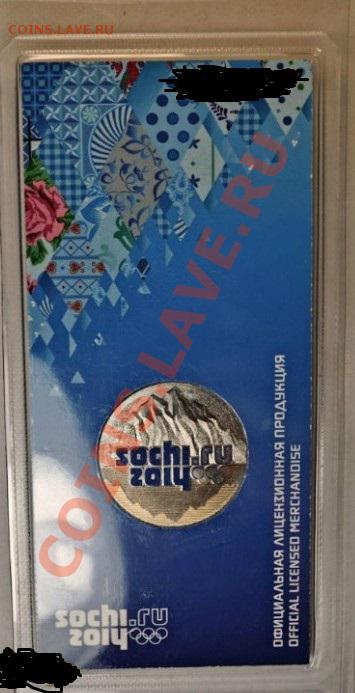 COINS.LAVE.RU
COINS.LAVE.RU
sochi.ru
2014
sochi.ru
2014
ОФИЦИАЛЬНАЯ ЛИЦЕНЗИОННАЯ ПРОДУКЦИЯ
OFFICIAL LICENSED MERCHANDISE